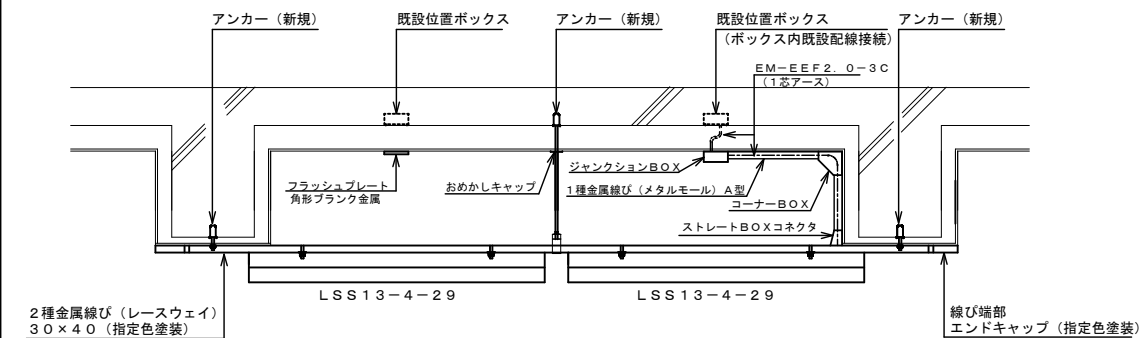 アンカー（新規）
既設位置ボックス
アンカー（新規）
既設位置ボックス
（ボックス内既設配線接続）
アンカー（新規）
ＥＭ－ＥＥＦ２．０－３Ｃ
（１芯アース）
フラッシュプレート
角形ブランク金属
おめかしキャップ
ジャンクションＢＯＸ
１種金属線ぴ（メタルモール）Ａ型
コーナーＢＯＸ
ストレートＢＯＸコネクタ
ＬＳＳ１３－４－２９
ＬＳＳ１３－４－２９
２種金属線ぴ（レースウェイ）
３０×４０（指定色塗装）
線ぴ端部
エンドキャップ（指定色塗装）